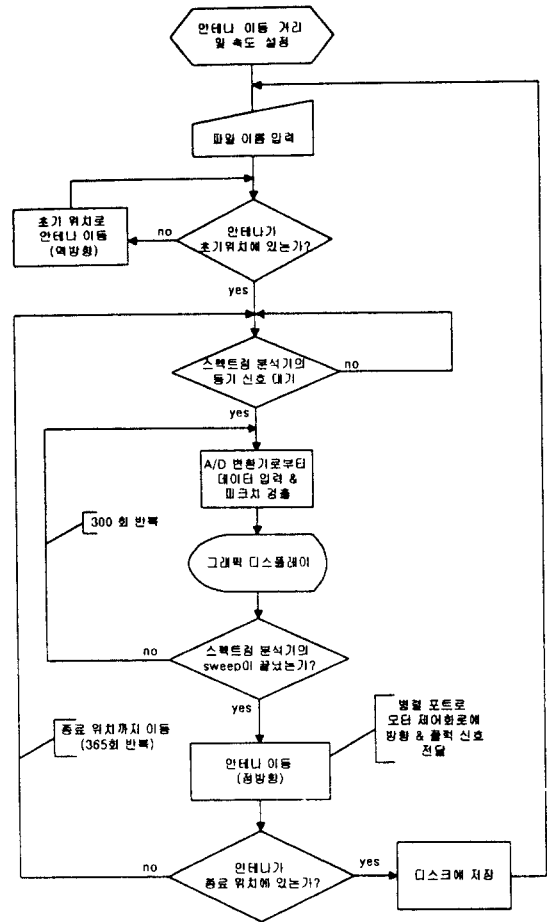 안테나 이동 거리
및 속도 설정
파일 이름 입력
초기 위치로
안테나 이동
(역방향)
no
안테나가
초기위치에 있는가?
yes
스펙트럼 분석기의
동기 신호 대기
no
yes
A/D 변환기로부터
데이터 입력 &
피크치 검출
300 회 반복
그래픽 디스플레이
스펙트럼 분석기의
sweep이 끝났는가?
no
yes
병렬 포트로
모터 제어회로에
방향 & 클럭 신호
전달
종료 위치까지 이동
(365회 반복)
안테나 이동
(정방향)
안테나가
종료 위치에 있는가?
no
yes
디스크에 저장